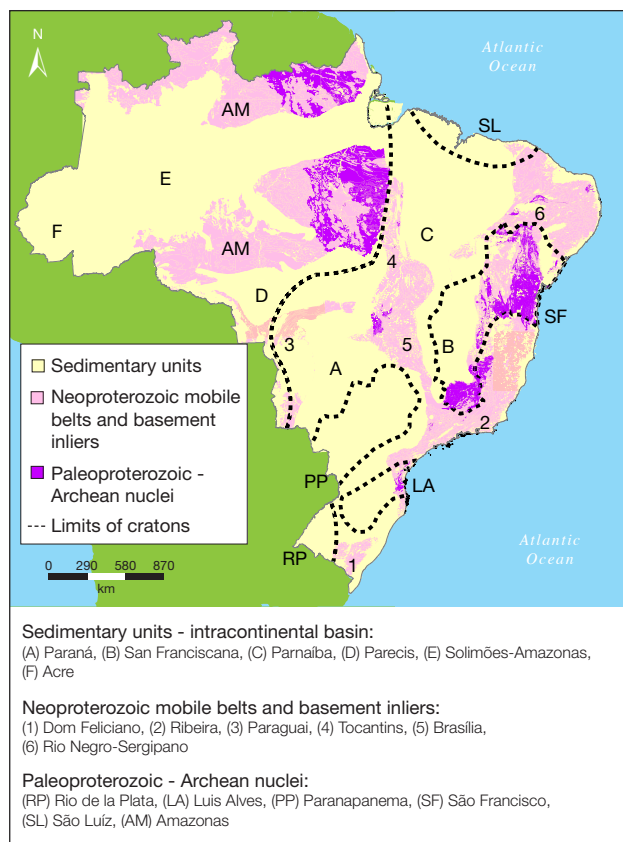 N
Atlantic
Ocean
AM
SL
E
6
F
C
AM
4
D
SF
3
5
B
A
2
Sedimentary units
Neoproterozoic mobile
belts and basement
inliers
Paleoproterozoic -
Archean nuclei
Limits of cratons
PP
LA
RP
1
Atlantic
Ocean
0 290 580 870
km
Sedimentary units - intracontinental basin:
(A) Paraná, (B) San Franciscana, (C) Parnaíba, (D) Parecis, (E) Solimões-Amazonas,
(F) Acre
Neoproterozoic mobile belts and basement inliers:
(1) Dom Feliciano, (2) Ribeira, (3) Paraguai, (4) Tocantins, (5) Brasília,
(6) Rio Negro-Sergipano
Paleoproterozoic - Archean nuclei:
(RP) Rio de la Plata, (LA) Luis Alves, (PP) Paranapanema, (SF) São Francisco,
(SL) São Luíz, (AM) Amazonas